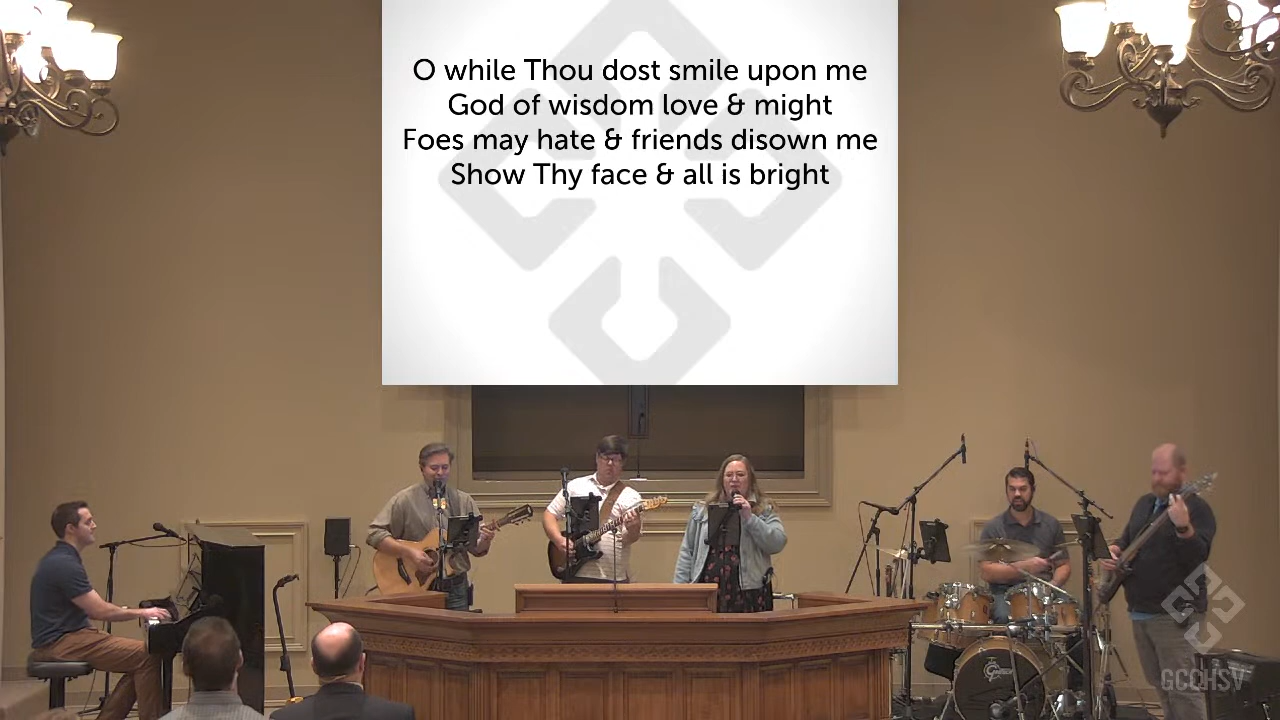 O while Thou dost smile upon me
God of wisdom love & might
Foes may hate & friends disown me
Show Thy face & all is bright
GCCHSV